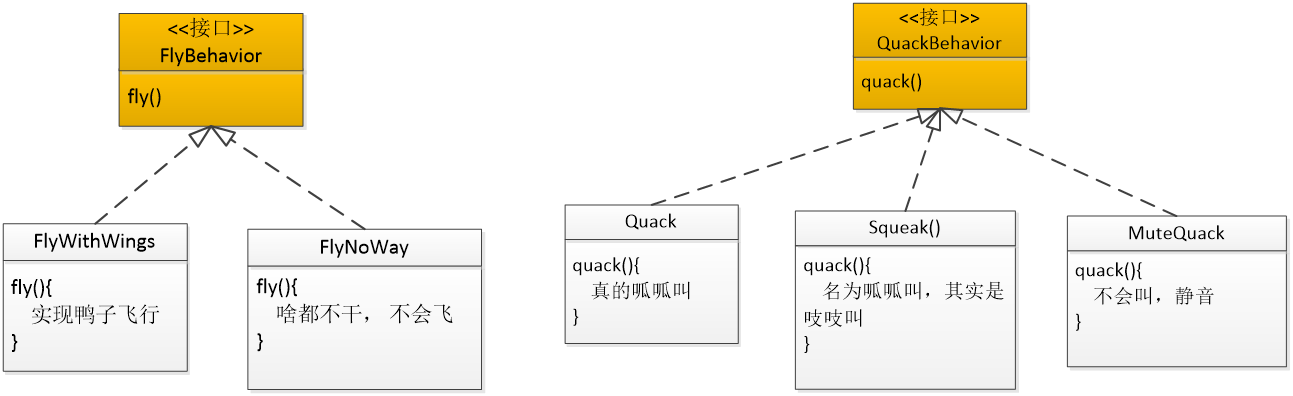 <<接口>>
FlyBehavior
fly()
FlyWithWings
fly(){
实现鸭子飞行
}
FlyNoWay
fly(){
啥都不干，不会飞
}
<<接口>>
QuackBehavior
quack()
Quack
quack(){
真的呱呱叫
}
Squeak()
quack(){
名为呱呱叫，其实是
吱吱叫
}
MuteQuack
quack(){
不会叫，静音
}